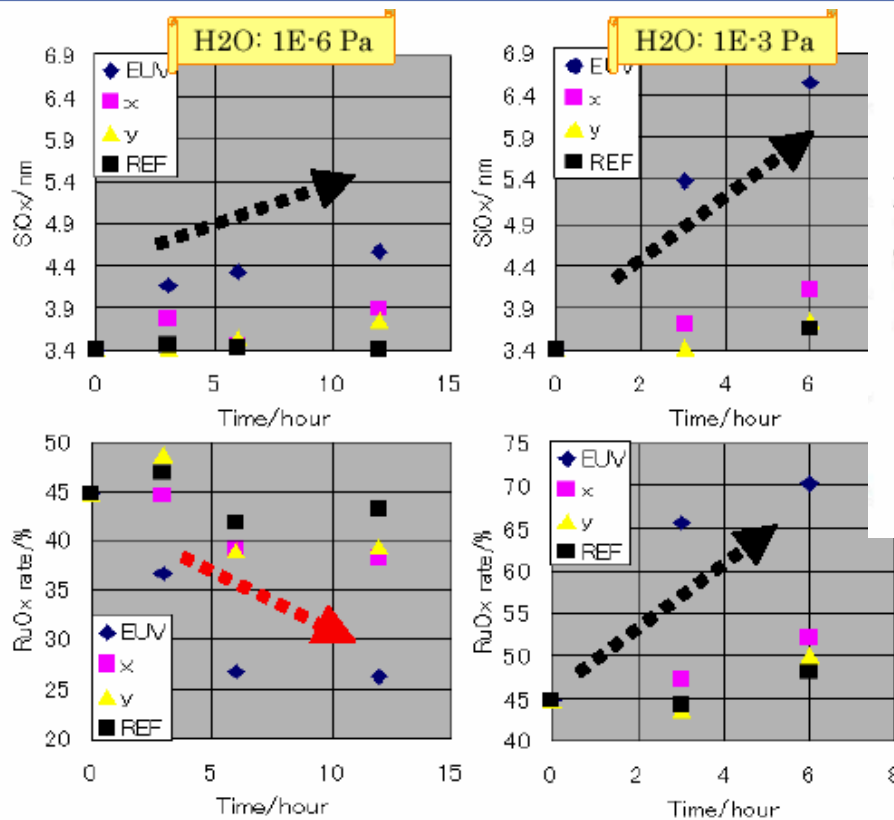 H2O: 1E-6 Pa
SiOx/nm
6.9
6.4
5.9
5.4
4.9
4.4
3.9
3.4
EUV
x
y
REF
0
5
10
15
Time/hour
H2O: 1E-3 Pa
SiOx/nm
6.9
6.4
5.9
5.4
4.9
4.4
3.9
3.4
EUV
x
y
REF
0
2
4
6
Time/hour
RuOx rate/%
50
45
40
35
30
25
20
EUV
x
y
REF
0
5
10
15
Time/hour
RuOx rate/%
75
70
65
60
55
50
45
40
EUV
x
y
REF
0
2
4
6
8
Time/hour